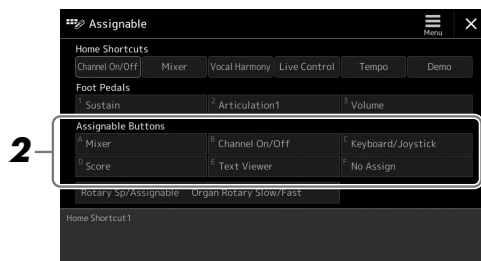 Assignable
Menu
Home Shortcuts
Channel On/Off Mixer Vocal Harmony Live Control Tempo Demo
Foot Pedals
1 Sustain 2 Articulation1 3 Volume
Assignable Buttons
A Mixer B Channel On/Off C Keyboard/Joystick
2
D Score E Text Viewer F No Assign
Rotary Sp/Assignable Organ Rotary Slow/Fast
Home Shortcut1